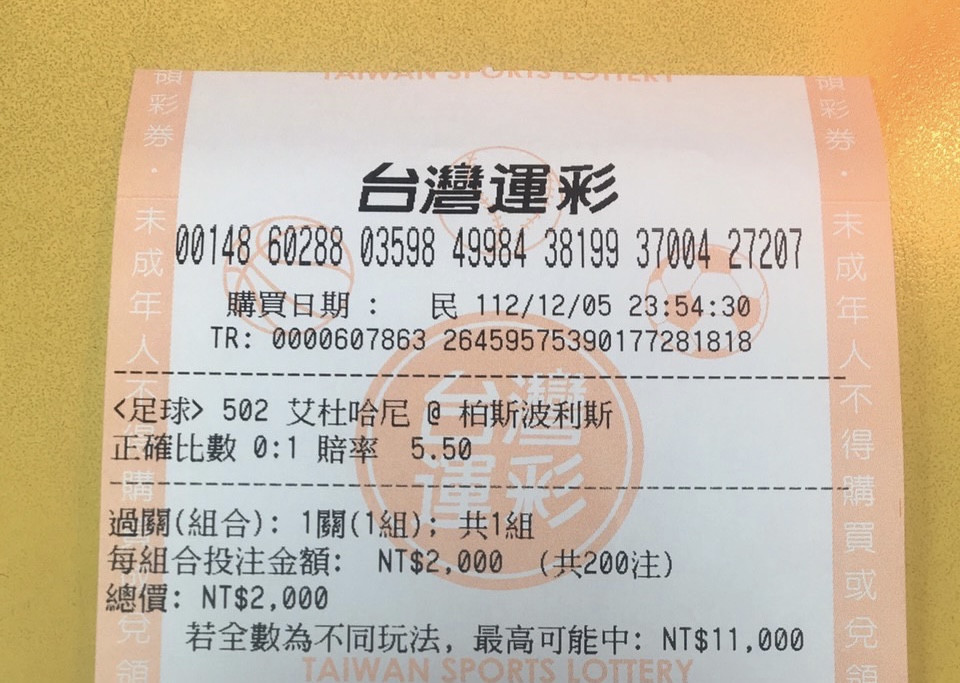 TAIWAN SPORTS LOTTERY
台灣運彩
00148 60288 03598 49984 38199 37004 27207
購買日期： 民 112/12/05 23:54:30
TR: 0000607863 26459575390177281818
<足球> 502 艾杜哈尼 @ 柏斯波利斯
正確比數 0:1 賠率 5.50
過關(組合): 1關(1組); 共1組
每組合投注金額: NT$2,000 (共200注)
總價: NT$2,000
若全數為不同玩法, 最高可能中: NT$11,000
TAIWAN SPORTS LOTTERY
領彩券・未成年人不得購買或兌領
領彩券・未成年人不得購買或兌領
台灣運彩